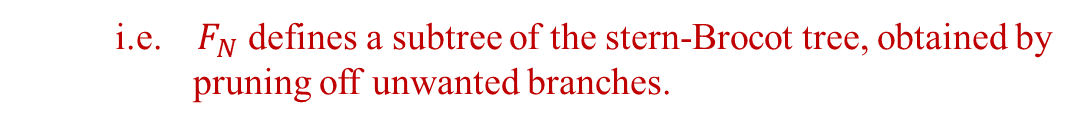 i.e. F_N defines a subtree of the stern-Brocot tree, obtained by
pruning off unwanted branches.